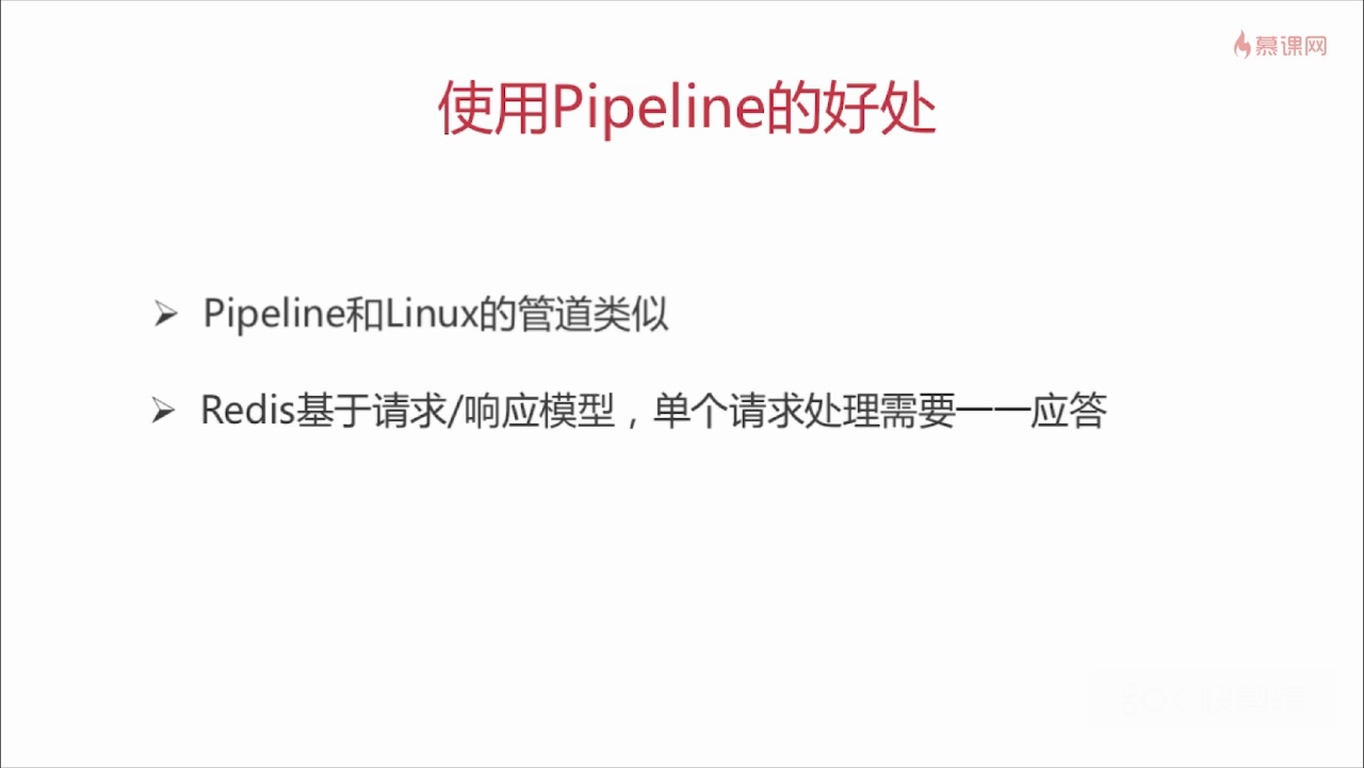 慕课网
使用Pipeline的好处
Pipeline和Linux的管道类似
Redis基于请求/响应模型，单个请求处理需要一一应答